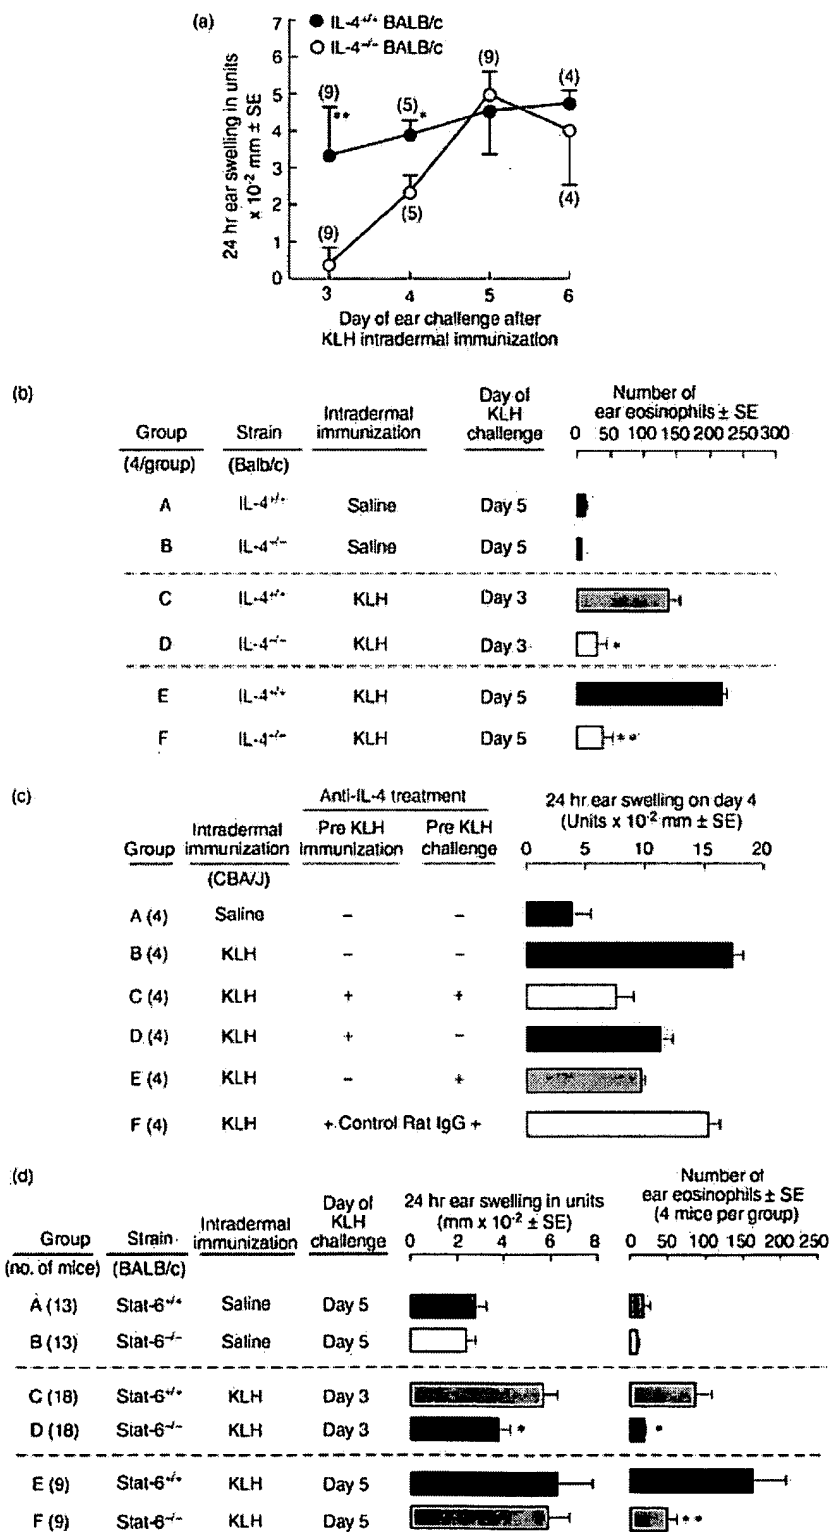 (a)
7
6
5
4
3
2
1
0
24 hr ear swelling in units
x 10⁻² mm ± SE
● IL-4⁺/⁺ BALB/c
○ IL-4⁻/⁻ BALB/c
(9) (4)
(9) ** (5) *
(9) (5) (4)
3 4 5 6
Day of ear challenge after
KLH intradermal immunization
(b)
Group Strain Intradermal immunization Day of KLH challenge Number of ear eosinophils ± SE
0 50 100 150 200 250 300
(4/group) (Balb/c)
A IL-4⁺/⁺ Saline Day 5
B IL-4⁻/⁻ Saline Day 5
C IL-4⁺/⁺ KLH Day 3
D IL-4⁻/⁻ KLH Day 3 *
E IL-4⁺/⁺ KLH Day 5
F IL-4⁻/⁻ KLH Day 5 **
(c)
Anti-IL-4 treatment 24 hr ear swelling on day 4
(Units x 10⁻² mm ± SE)
Group Intradermal immunization Pre KLH immunization Pre KLH challenge
0 5 10 15 20
(CBA/J)
A (4) Saline – –
B (4) KLH – –
C (4) KLH + +
D (4) KLH + –
E (4) KLH – +
F (4) KLH + Control Rat IgG +
(d)
Group Strain Intradermal immunization Day of KLH challenge 24 hr ear swelling in units (mm x 10⁻² ± SE) Number of ear eosinophils ± SE (4 mice per group)
0 2 4 6 8 0 50 100 150 200 250
(no. of mice) (BALB/c)
A (13) Stat-6⁺/⁺ Saline Day 5
B (13) Stat-6⁻/⁻ Saline Day 5
C (18) Stat-6⁺/⁺ KLH Day 3
D (18) Stat-6⁻/⁻ KLH Day 3 * *
E (9) Stat-6⁺/⁺ KLH Day 5
F (9) Stat-6⁻/⁻ KLH Day 5 **